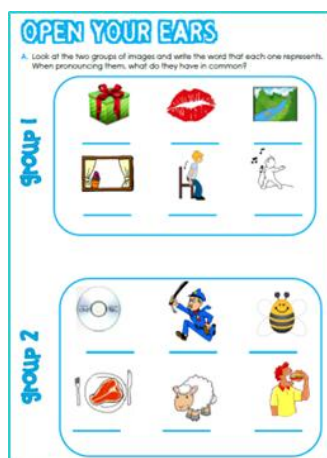 OPEN YOUR EARS
A. Look at the two groups of images and write the word that each one represents.
When pronouncing them, what do they have in common?
group 1
group 2